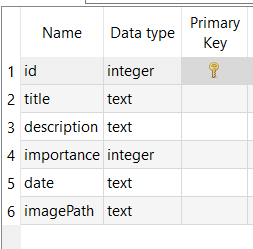 Name Data type Primary Key
1 id integer
2 title text
3 description text
4 importance integer
5 date text
6 imagePath text